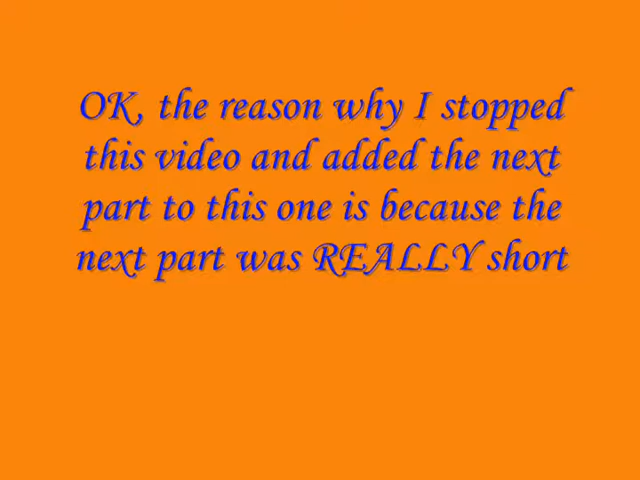 OK, the reason why I stopped
this video and added the next
part to this one is because the
next part was REALLY short